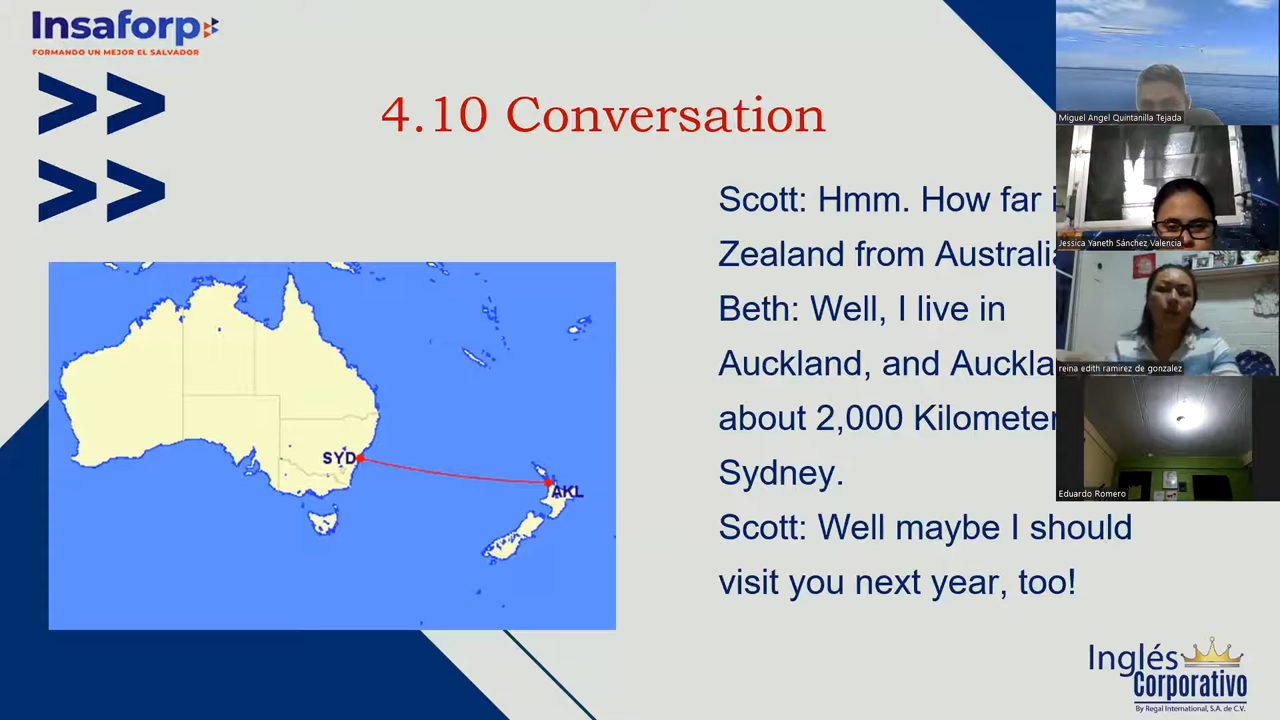 Insaforp
FORMANDO UN MEJOR EL SALVADOR
>>
>>
4.10 Conversation
Scott: Hmm. How far
Zealand from Australia
Beth: Well, I live in
Auckland, and
about 2,000
Sydney.
Scott: Well maybe I should
visit you next year, too!
SYD
AKL
Miguel Angel Quintanilla Tejada
Jessica Yaneth Sánchez Valencia
reina edith ramirez de gonzalez
Eduardo Romero
Inglés
Corporativo
By Regal International, S.A. de C.V.